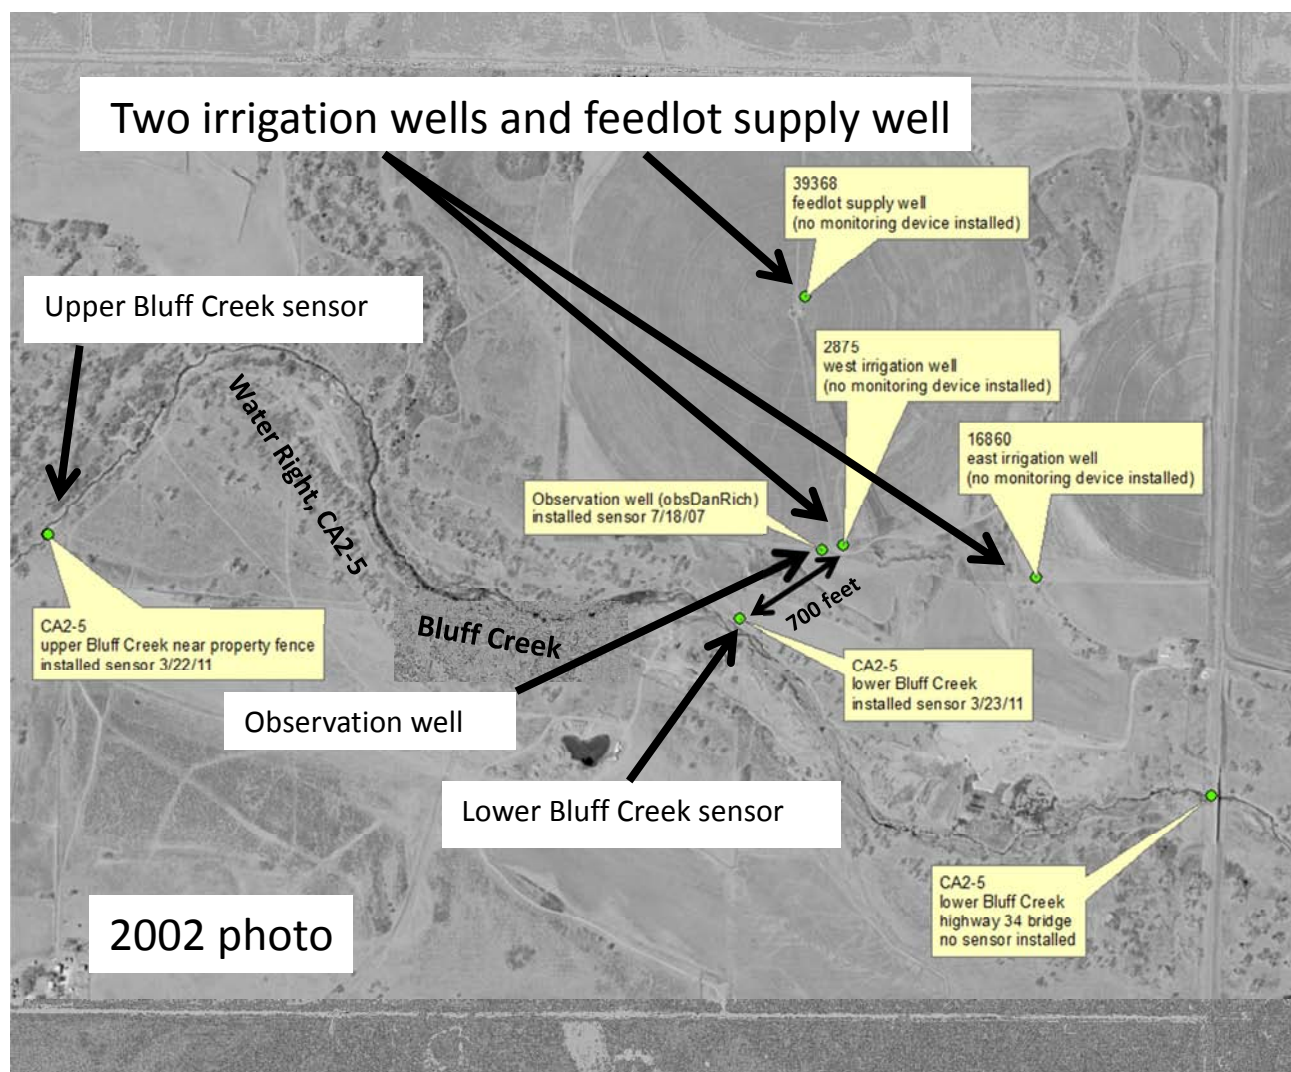 Two irrigation wells and feedlot supply well
39368
feedlot supply well
(no monitoring device installed)
Upper Bluff Creek sensor
2875
west irrigation well
(no monitoring device installed)
Water Right, CA2-5
16860
east irrigation well
(no monitoring device installed)
Observation well (obsDanRich)
installed sensor 7/18/07
700 feet
Bluff Creek
CA2-5
upper Bluff Creek near property fence
installed sensor 3/22/11
CA2-5
lower Bluff Creek
installed sensor 3/23/11
Observation well
Lower Bluff Creek sensor
CA2-5
lower Bluff Creek
highway 34 bridge
no sensor installed
2002 photo